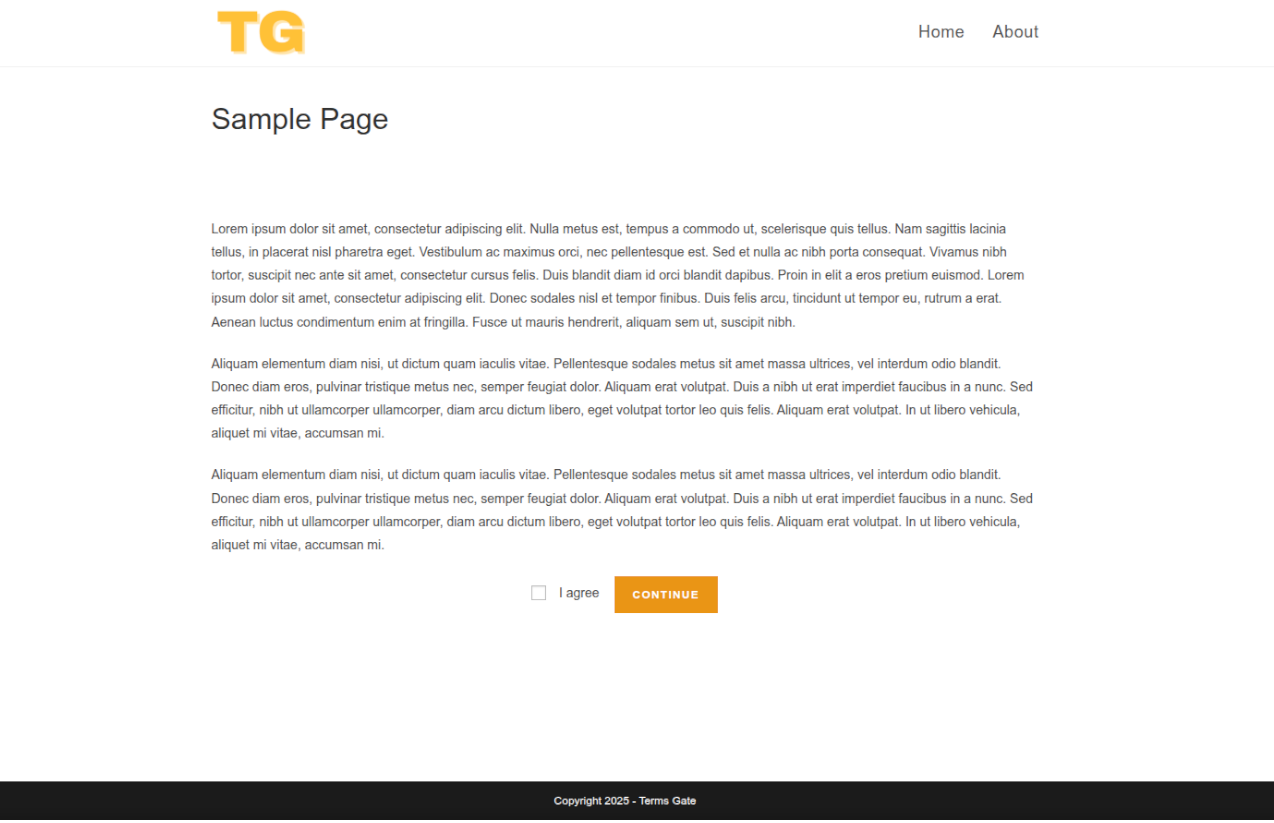 TG
Home About
Sample Page
Lorem ipsum dolor sit amet, consectetur adipiscing elit. Nulla metus est, tempus a commodo ut, scelerisque quis tellus. Nam sagittis lacinia
tellus, in placerat nisl pharetra eget. Vestibulum ac maximus orci, nec pellentesque est. Sed et nulla ac nibh porta consequat. Vivamus nibh
tortor, suscipit nec ante sit amet, consectetur cursus felis. Duis blandit diam id orci blandit dapibus. Proin in elit a eros pretium euismod. Lorem
ipsum dolor sit amet, consectetur adipiscing elit. Donec sodales nisl et tempor finibus. Duis felis arcu, tincidunt ut tempor eu, rutrum a erat.
Aenean luctus condimentum enim at fringilla. Fusce ut mauris hendrerit, aliquam sem ut, suscipit nibh.
Aliquam elementum diam nisi, ut dictum quam iaculis vitae. Pellentesque sodales metus sit amet massa ultrices, vel interdum odio blandit.
Donec diam eros, pulvinar tristique metus nec, semper feugiat dolor. Aliquam erat volutpat. Duis a nibh ut erat imperdiet faucibus in a nunc. Sed
efficitur, nibh ut ullamcorper ullamcorper, diam arcu dictum libero, eget volutpat tortor leo quis felis. Aliquam erat volutpat. In ut libero vehicula,
aliquet mi vitae, accumsan mi.
Aliquam elementum diam nisi, ut dictum quam iaculis vitae. Pellentesque sodales metus sit amet massa ultrices, vel interdum odio blandit.
Donec diam eros, pulvinar tristique metus nec, semper feugiat dolor. Aliquam erat volutpat. Duis a nibh ut erat imperdiet faucibus in a nunc. Sed
efficitur, nibh ut ullamcorper ullamcorper, diam arcu dictum libero, eget volutpat tortor leo quis felis. Aliquam erat volutpat. In ut libero vehicula,
aliquet mi vitae, accumsan mi.
I agree CONTINUE
Copyright 2025 - Terms Gate